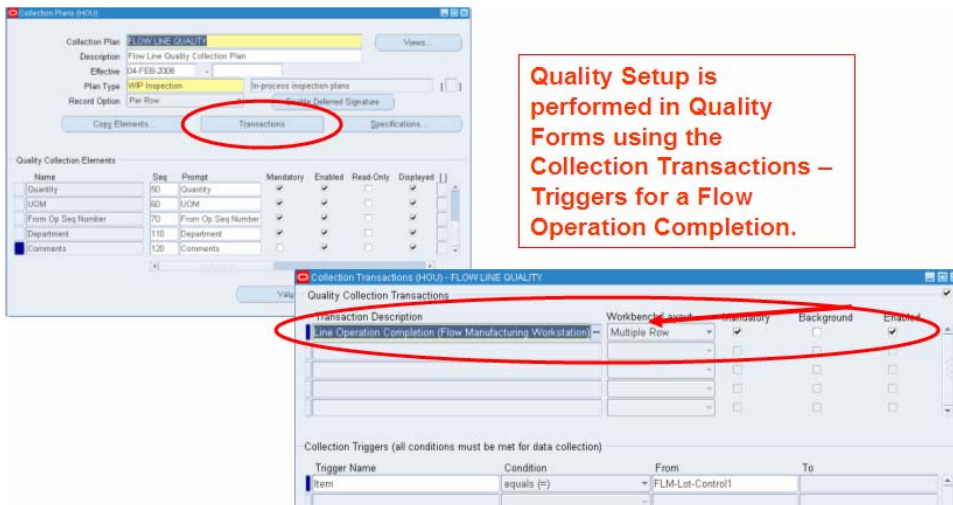 Collection Plans (HOU)
Collection Plan FLOW LINE QUALITY Views...
Description Flow Line Quality Collection Plan
Effective 04-FEB-2008 -
Plan Type WIP Inspection In-process inspection plans [ ]
Record Option Per Row Enable Deferred Signature
Copy Elements... Transactions Specifications...
Quality Collection Elements
Name Seq Prompt Mandatory Enabled Read-Only Displayed [ ]
Quantity 50 Quantity
UOM 60 UOM
From Op Seq Number 70 From Op Seq Number
Department 110 Department
Comments 120 Comments
Quality Setup is
performed in Quality
Forms using the
Collection Transactions –
Triggers for a Flow
Operation Completion.
Collection Transactions (HOU) - FLOW LINE QUALITY
Quality Collection Transactions
Transaction Description Workbench Layout Mandatory Background Enabled
Line Operation Completion (Flow Manufacturing Workstation) Multiple Row
Collection Triggers (all conditions must be met for data collection)
Trigger Name Condition From To
Item equals (=) FLM-Lot-Control1